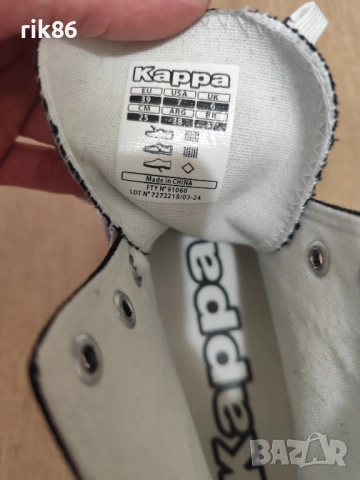 rik86
Kappa
EU USA UK
39 7 6
CM ARG BR
25 38
Made in CHINA
FTY N° 91060
LOT N° 7272218/03-24
Kappa
BAZAR
bg